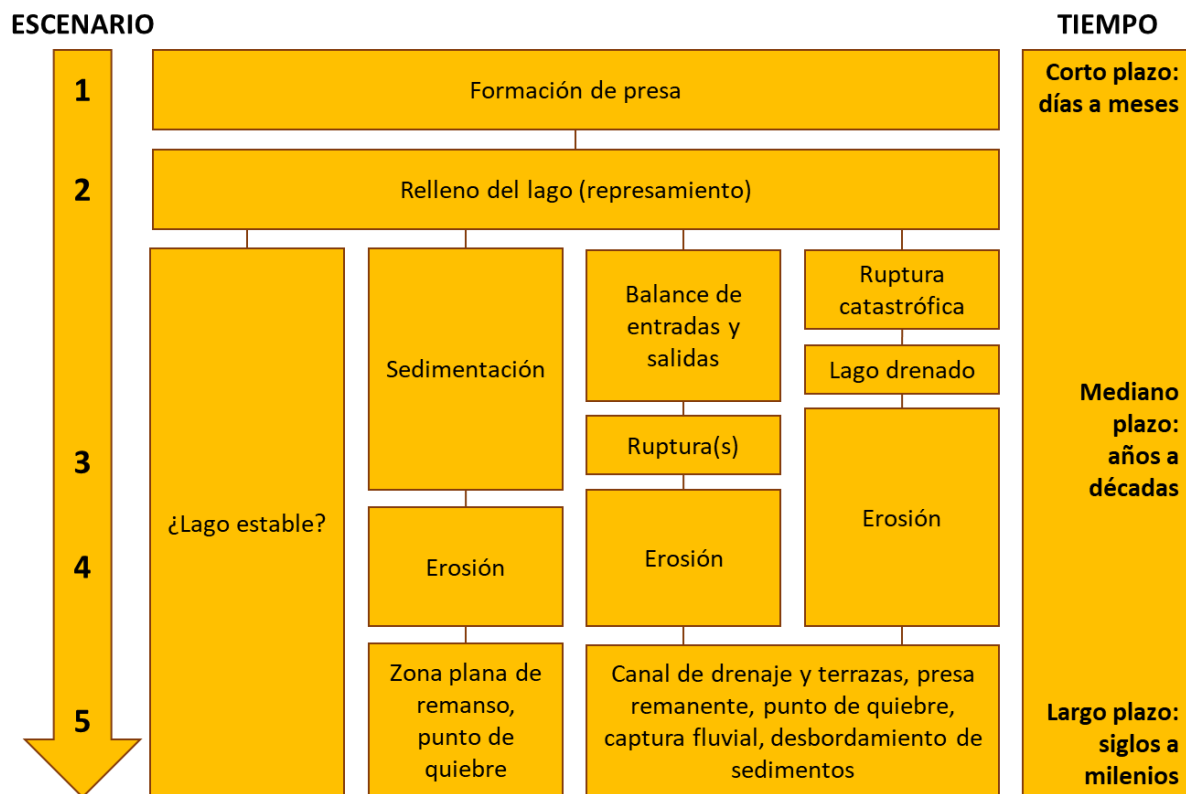 ESCENARIO
TIEMPO
1
Formación de presa
Corto plazo:
días a meses
2
Relleno del lago (represamiento)
¿Lago estable?
Sedimentación
Erosión
Zona plana de
remanso,
punto de
quiebre
Balance de
entradas y
salidas
Ruptura(s)
Erosión
Ruptura
catastrófica
Lago drenado
Erosión
Canal de drenaje y terrazas, presa
remanente, punto de quiebre,
captura fluvial, desbordamiento de
sedimentos
3
4
5
Mediano
plazo:
años a
décadas
Largo plazo:
siglos a
milenios